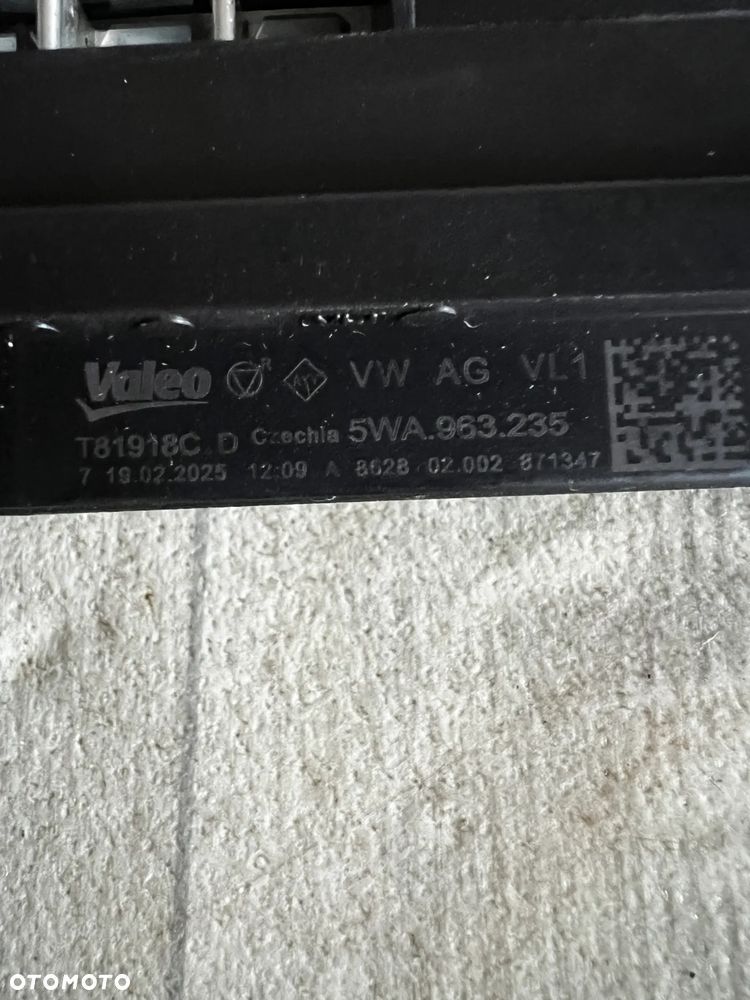 Valeo VW AG VL1
T81918C.D Czechia 5WA.963.235
7 19.02.2025 12:09 A 8628 02.002 871347
OTOMOTO